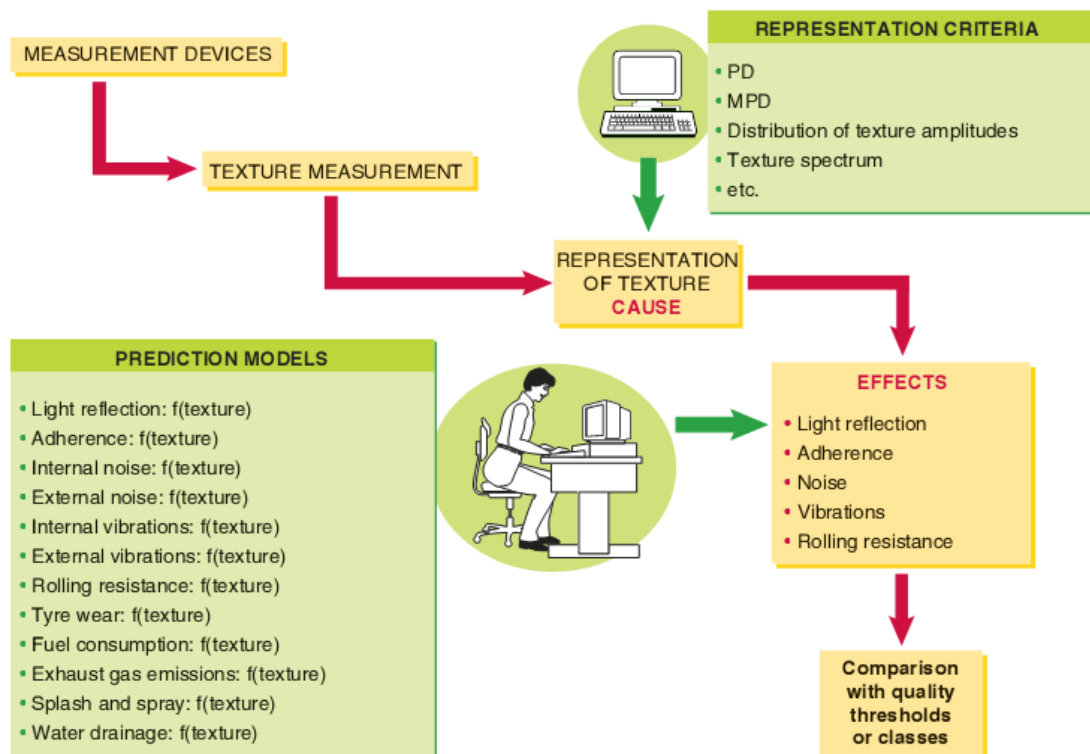 MEASUREMENT DEVICES
TEXTURE MEASUREMENT
REPRESENTATION CRITERIA
• PD
• MPD
• Distribution of texture amplitudes
• Texture spectrum
• etc.
REPRESENTATION
OF TEXTURE
CAUSE
PREDICTION MODELS
• Light reflection: f(texture)
• Adherence: f(texture)
• Internal noise: f(texture)
• External noise: f(texture)
• Internal vibrations: f(texture)
• External vibrations: f(texture)
• Rolling resistance: f(texture)
• Tyre wear: f(texture)
• Fuel consumption: f(texture)
• Exhaust gas emissions: f(texture)
• Splash and spray: f(texture)
• Water drainage: f(texture)
EFFECTS
• Light reflection
• Adherence
• Noise
• Vibrations
• Rolling resistance
Comparison
with quality
thresholds
or classes